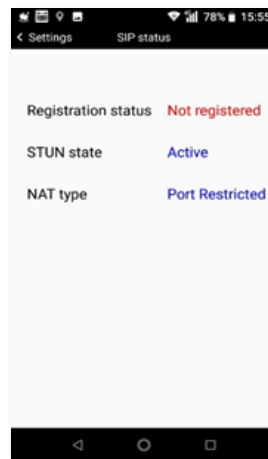 78% 15:55
< Settings SIP status
Registration status Not registered
STUN state Active
NAT type Port Restricted